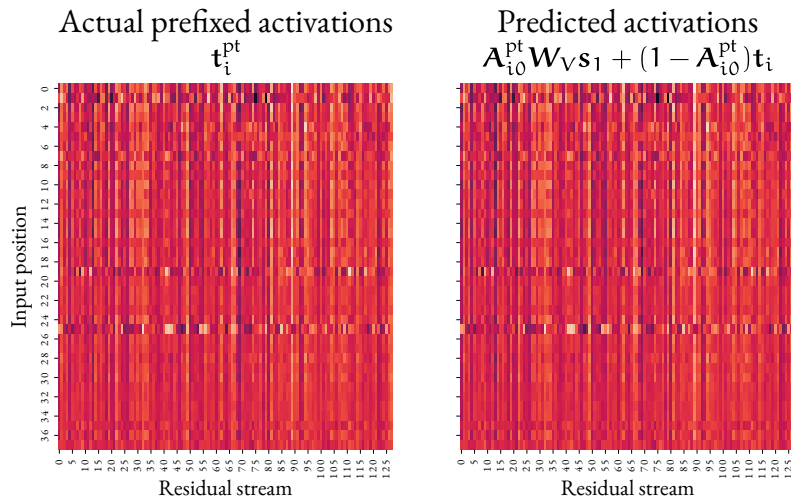 Actual prefixed activations
t_i^pt
Predicted activations
A_{i0}^{pt} W_V s_1 + (1 − A_{i0}^{pt}) t_i
Input position
0 2 4 6 8 10 12 14 16 18 20 22 24 26 28 30 32 34 36
0 5 10 15 20 25 30 35 40 45 50 55 60 65 70 75 80 85 90 95 100 105 110 115 120 125
Residual stream
0 5 10 15 20 25 30 35 40 45 50 55 60 65 70 75 80 85 90 95 100 105 110 115 120 125
Residual stream